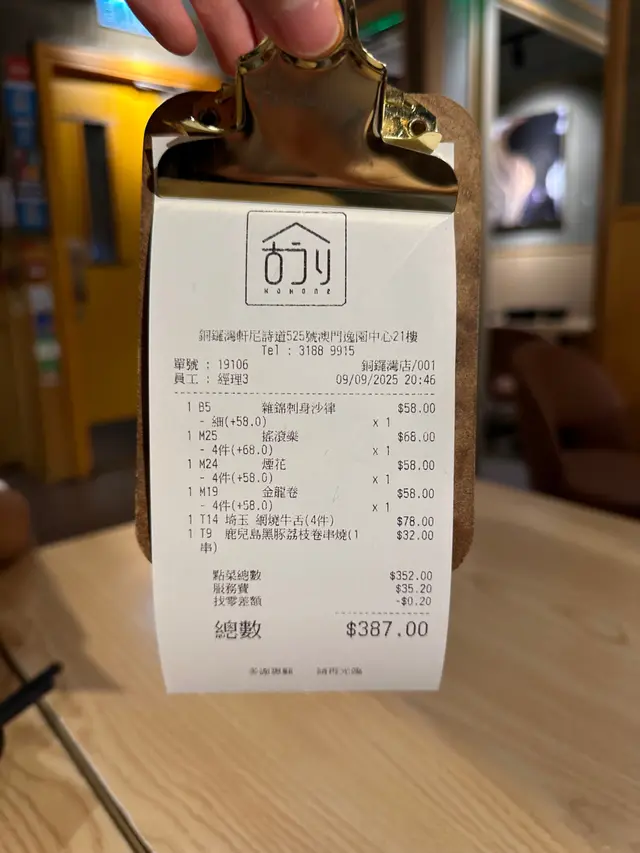 古うり
銅鑼灣軒尼詩道525號澳門逸園中心21樓
Tel : 3188 9915
單號 : 19106 銅鑼灣店/001
員工 : 經理3 09/09/2025 20:46
1 B5 雜錦刺身沙律 $58.00
- 細(+58.0) x 1
1 M25 搖滾樂 $68.00
- 4件(+68.0) x 1
1 M24 煙花 $58.00
- 4件(+58.0) x 1
1 M19 金龍卷 $58.00
- 4件(+58.0) x 1
1 T14 埼玉 網燒牛舌(4件) $78.00
1 T9 鹿兒島黑豚荔枝卷串燒(1 $32.00
串)
點菜總數 $352.00
服務費 $35.20
找零差額 -$0.20
總數 $387.00